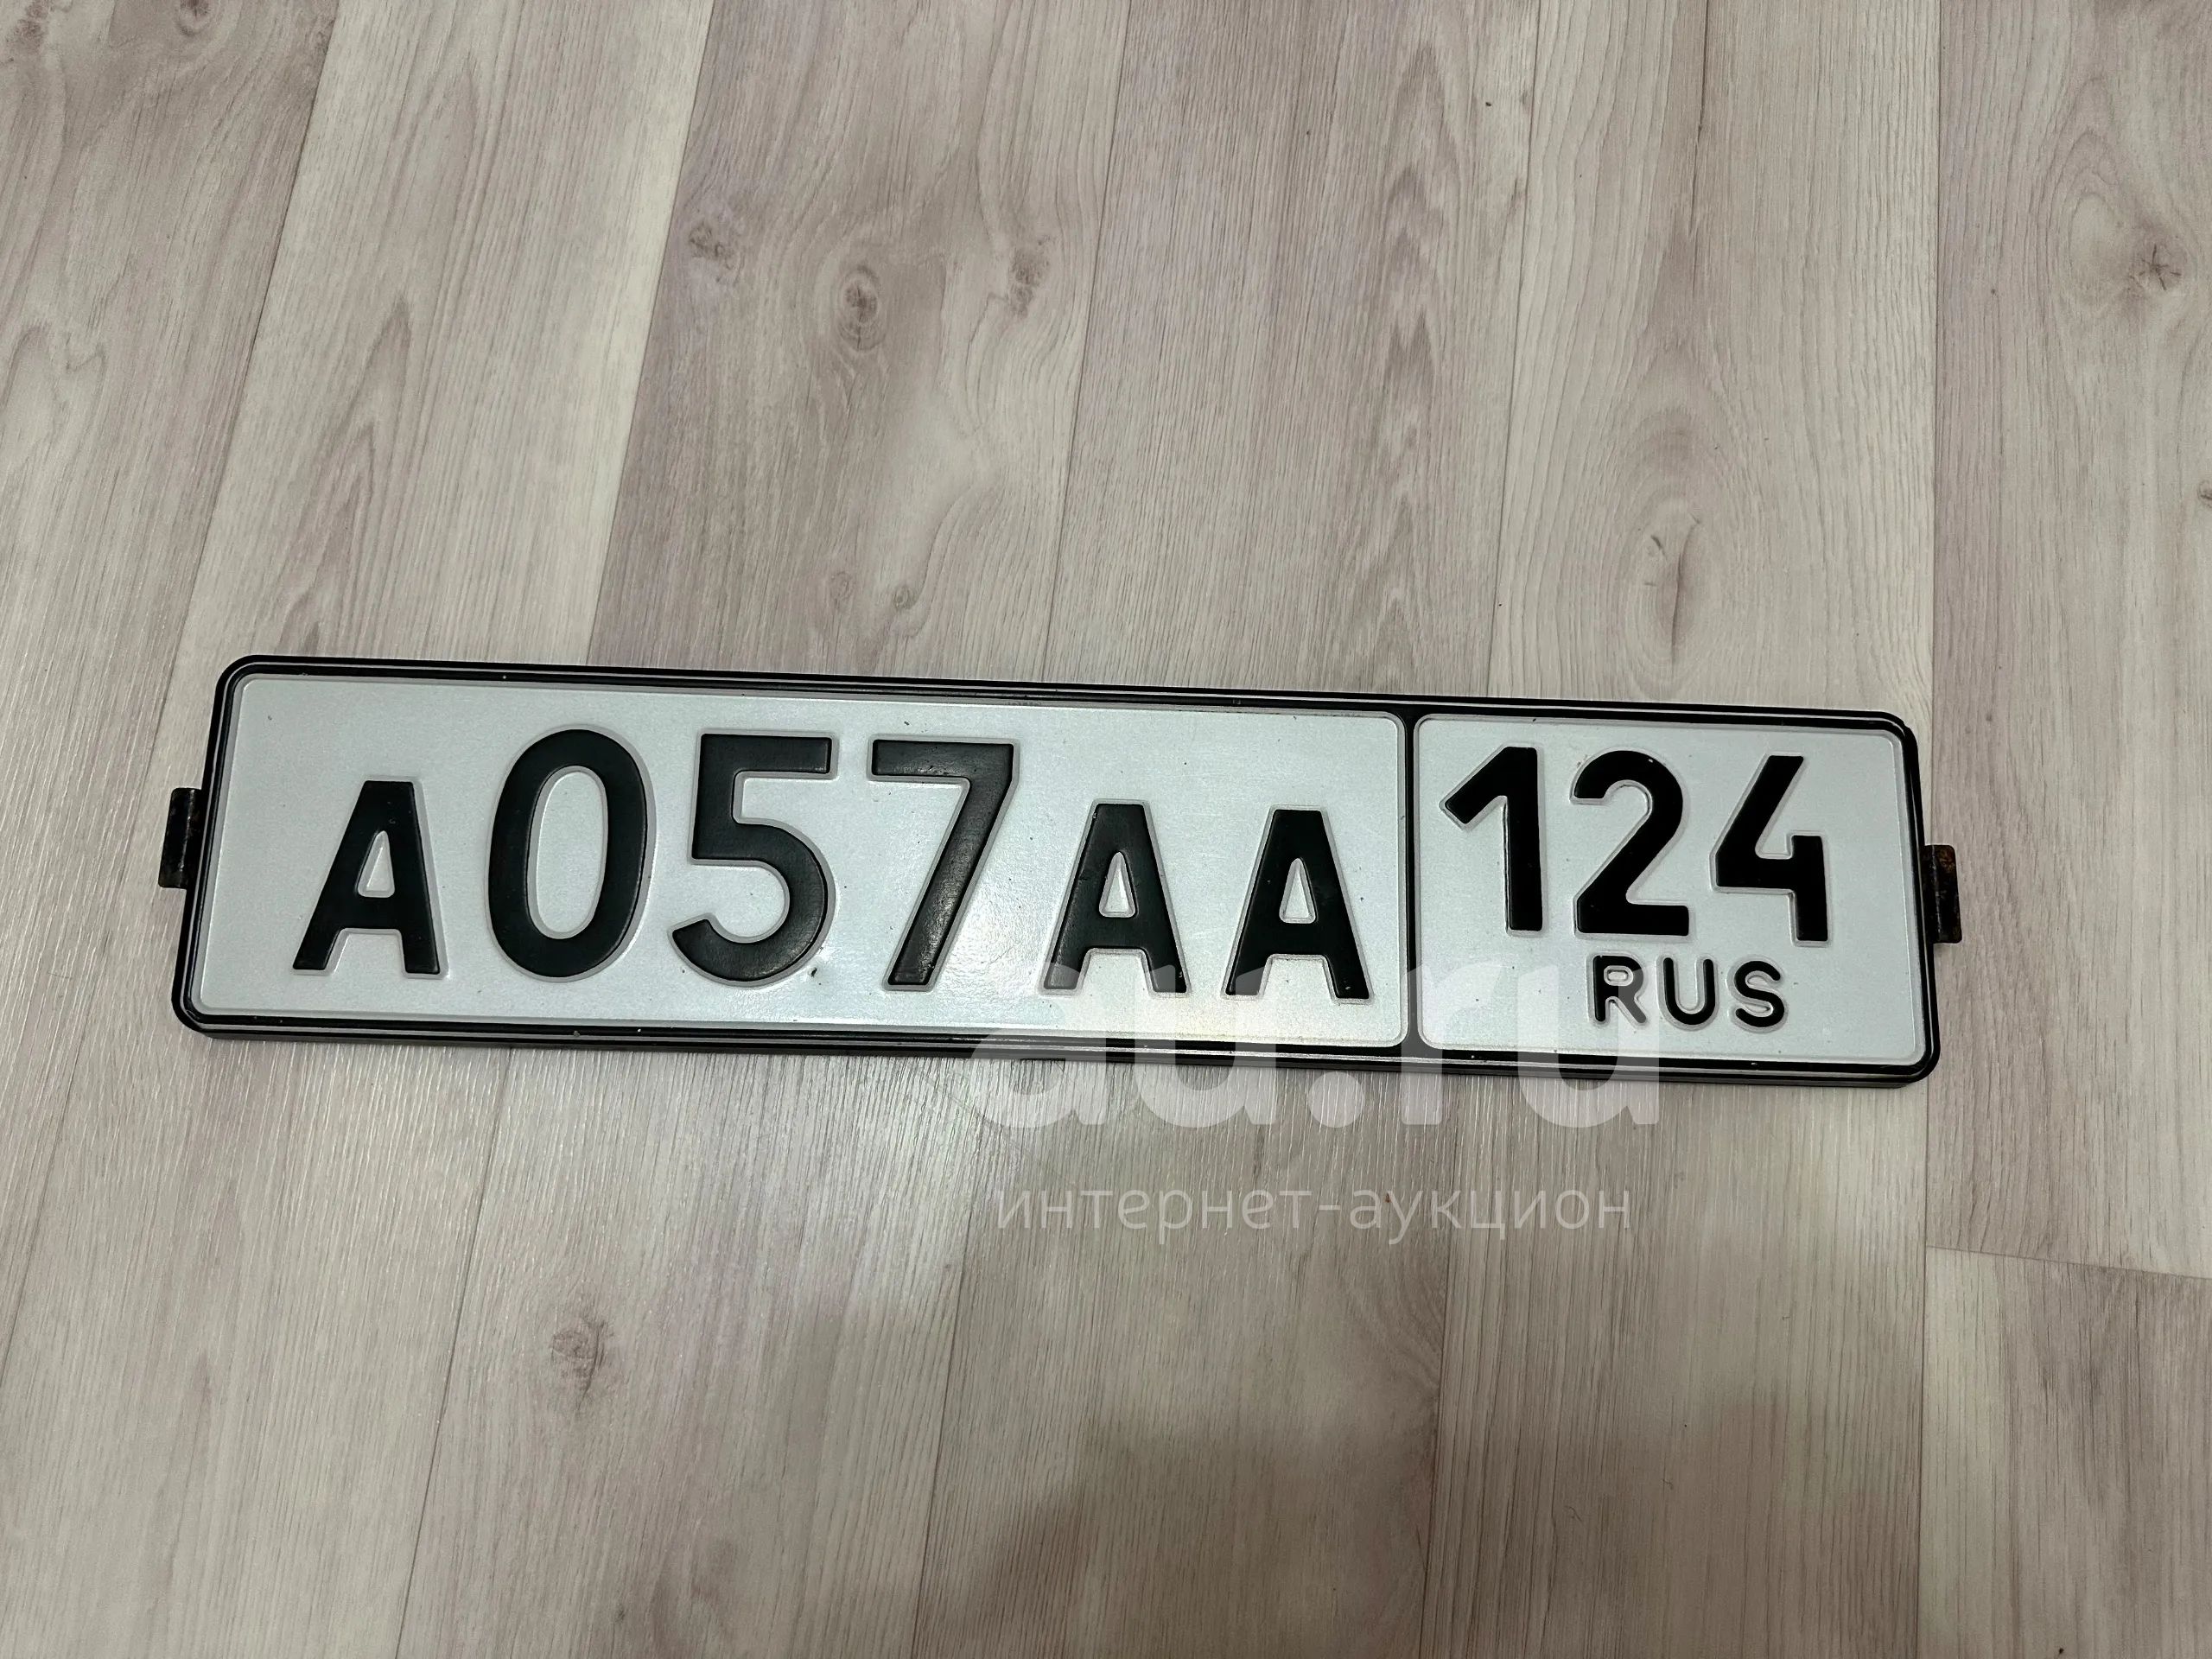 А057АА 124
RUS
au.ru
интернет-аукцион